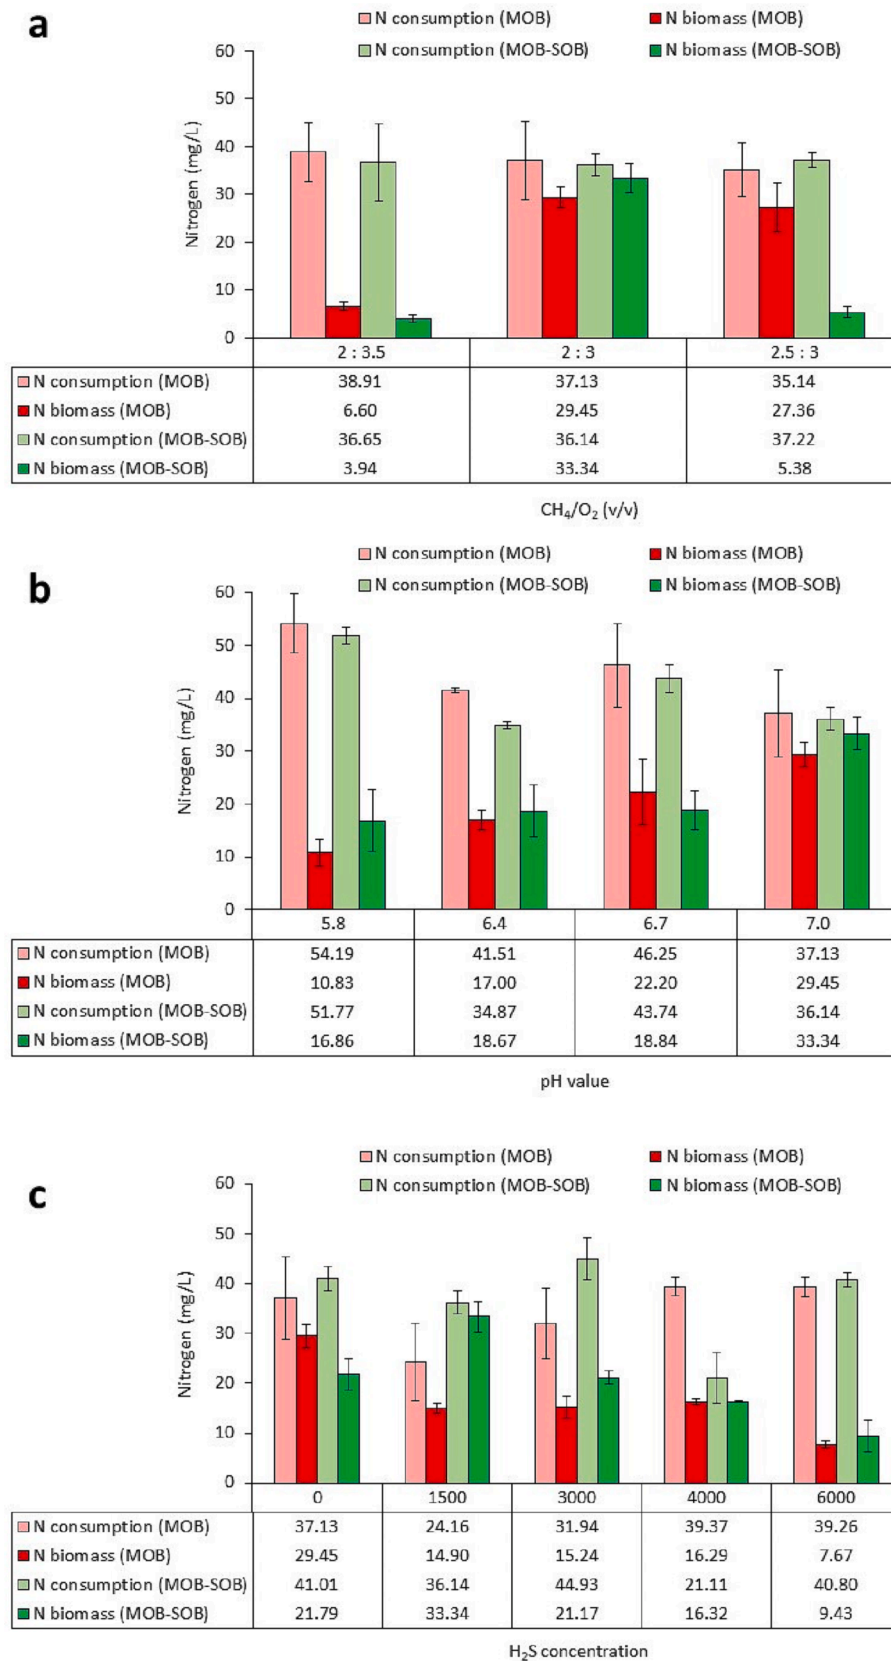 a
N consumption (MOB) N biomass (MOB)
N consumption (MOB-SOB) N biomass (MOB-SOB)
Nitrogen (mg/L)
60
50
40
30
20
10
0
2 : 3.5 2 : 3 2.5 : 3
N consumption (MOB) 38.91 37.13 35.14
N biomass (MOB) 6.60 29.45 27.36
N consumption (MOB-SOB) 36.65 36.14 37.22
N biomass (MOB-SOB) 3.94 33.34 5.38
CH₄/O₂ (v/v)
b
N consumption (MOB) N biomass (MOB)
N consumption (MOB-SOB) N biomass (MOB-SOB)
Nitrogen (mg/L)
60
50
40
30
20
10
0
5.8 6.4 6.7 7.0
N consumption (MOB) 54.19 41.51 46.25 37.13
N biomass (MOB) 10.83 17.00 22.20 29.45
N consumption (MOB-SOB) 51.77 34.87 43.74 36.14
N biomass (MOB-SOB) 16.86 18.67 18.84 33.34
pH value
c
N consumption (MOB) N biomass (MOB)
N consumption (MOB-SOB) N biomass (MOB-SOB)
Nitrogen (mg/L)
60
50
40
30
20
10
0
0 1500 3000 4000 6000
N consumption (MOB) 37.13 24.16 31.94 39.37 39.26
N biomass (MOB) 29.45 14.90 15.24 16.29 7.67
N consumption (MOB-SOB) 41.01 36.14 44.93 21.11 40.80
N biomass (MOB-SOB) 21.79 33.34 21.17 16.32 9.43
H₂S concentration